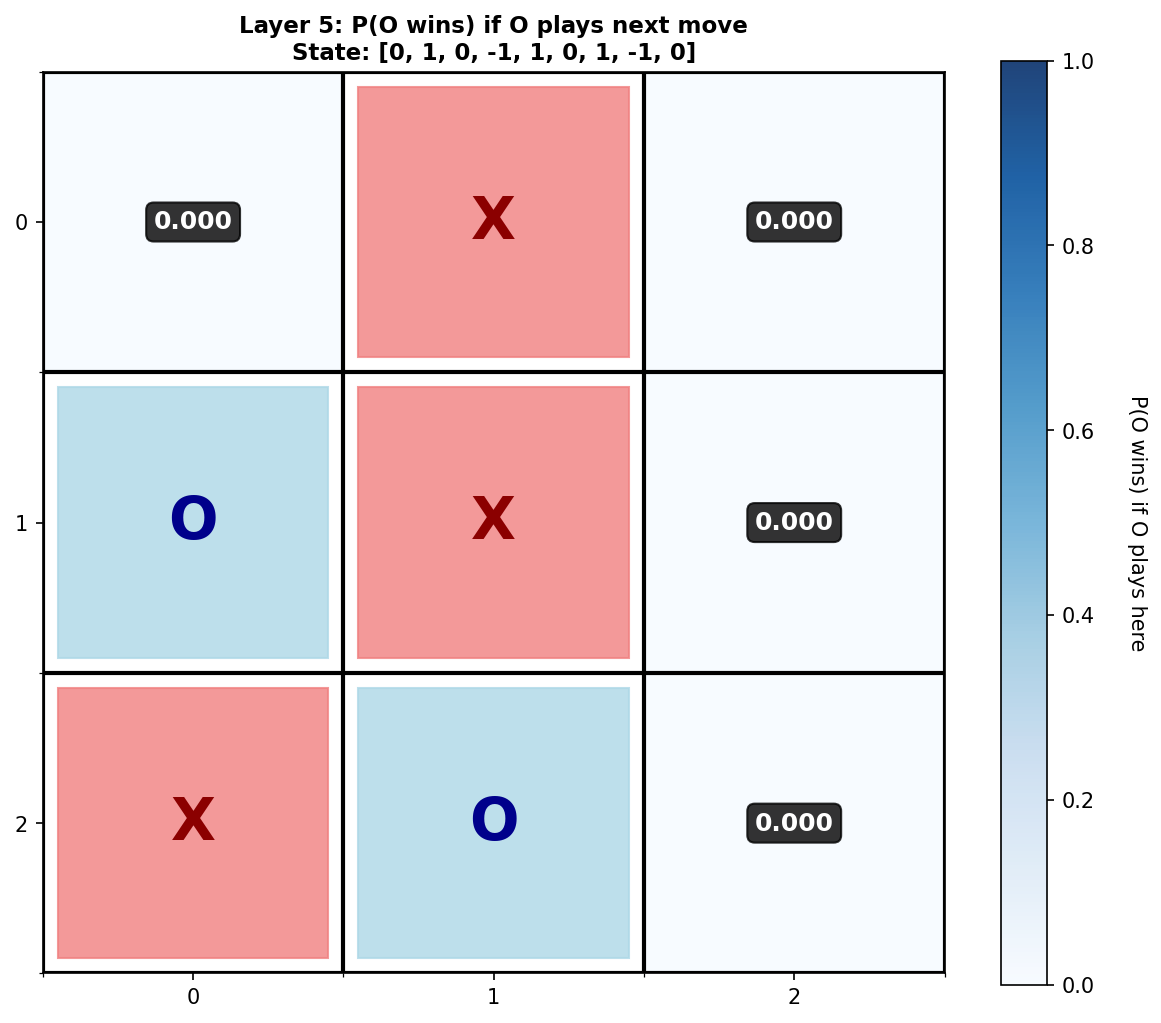 Layer 5: P(O wins) if O plays next move
State: [0, 1, 0, -1, 1, 0, 1, -1, 0]
0
0.000
X
0.000
1
O
X
0.000
2
X
O
0.000
0
1
2
1.0
0.8
0.6
0.4
0.2
0.0
P(O wins) if O plays here